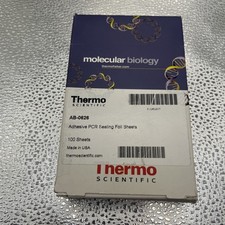 molecular biology
Thermo
SCIENTIFIC
AB-0626
Adhesive PCR Sealing Foil Sheets
100 Sheets
Made in USA
thermoscientific.com
Thermo
SCIENTIFIC